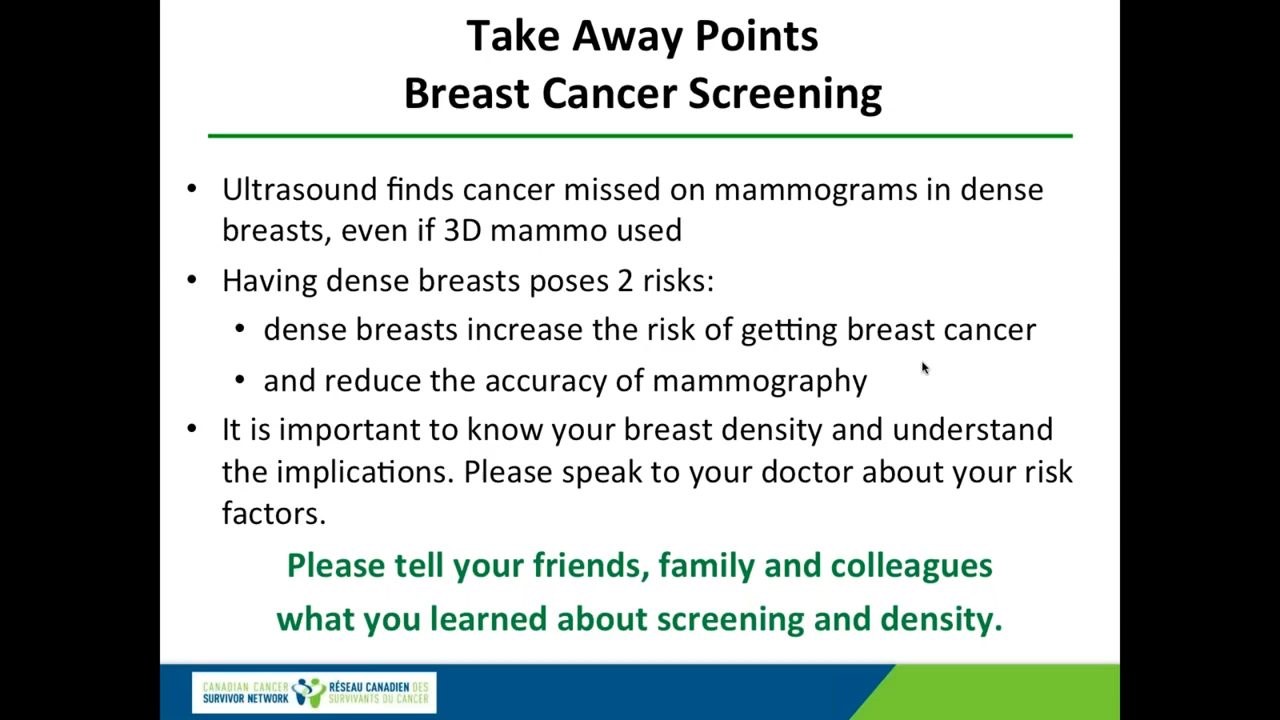 Take Away Points
Breast Cancer Screening
• Ultrasound finds cancer missed on mammograms in dense
breasts, even if 3D mammo used
• Having dense breasts poses 2 risks:
• dense breasts increase the risk of getting breast cancer
• and reduce the accuracy of mammography
• It is important to know your breast density and understand
the implications. Please speak to your doctor about your risk
factors.
Please tell your friends, family and colleagues
what you learned about screening and density.
CANADIAN CANCER
SURVIVOR NETWORK
RÉSEAU CANADIEN DES
SURVIVANTS DU CANCER